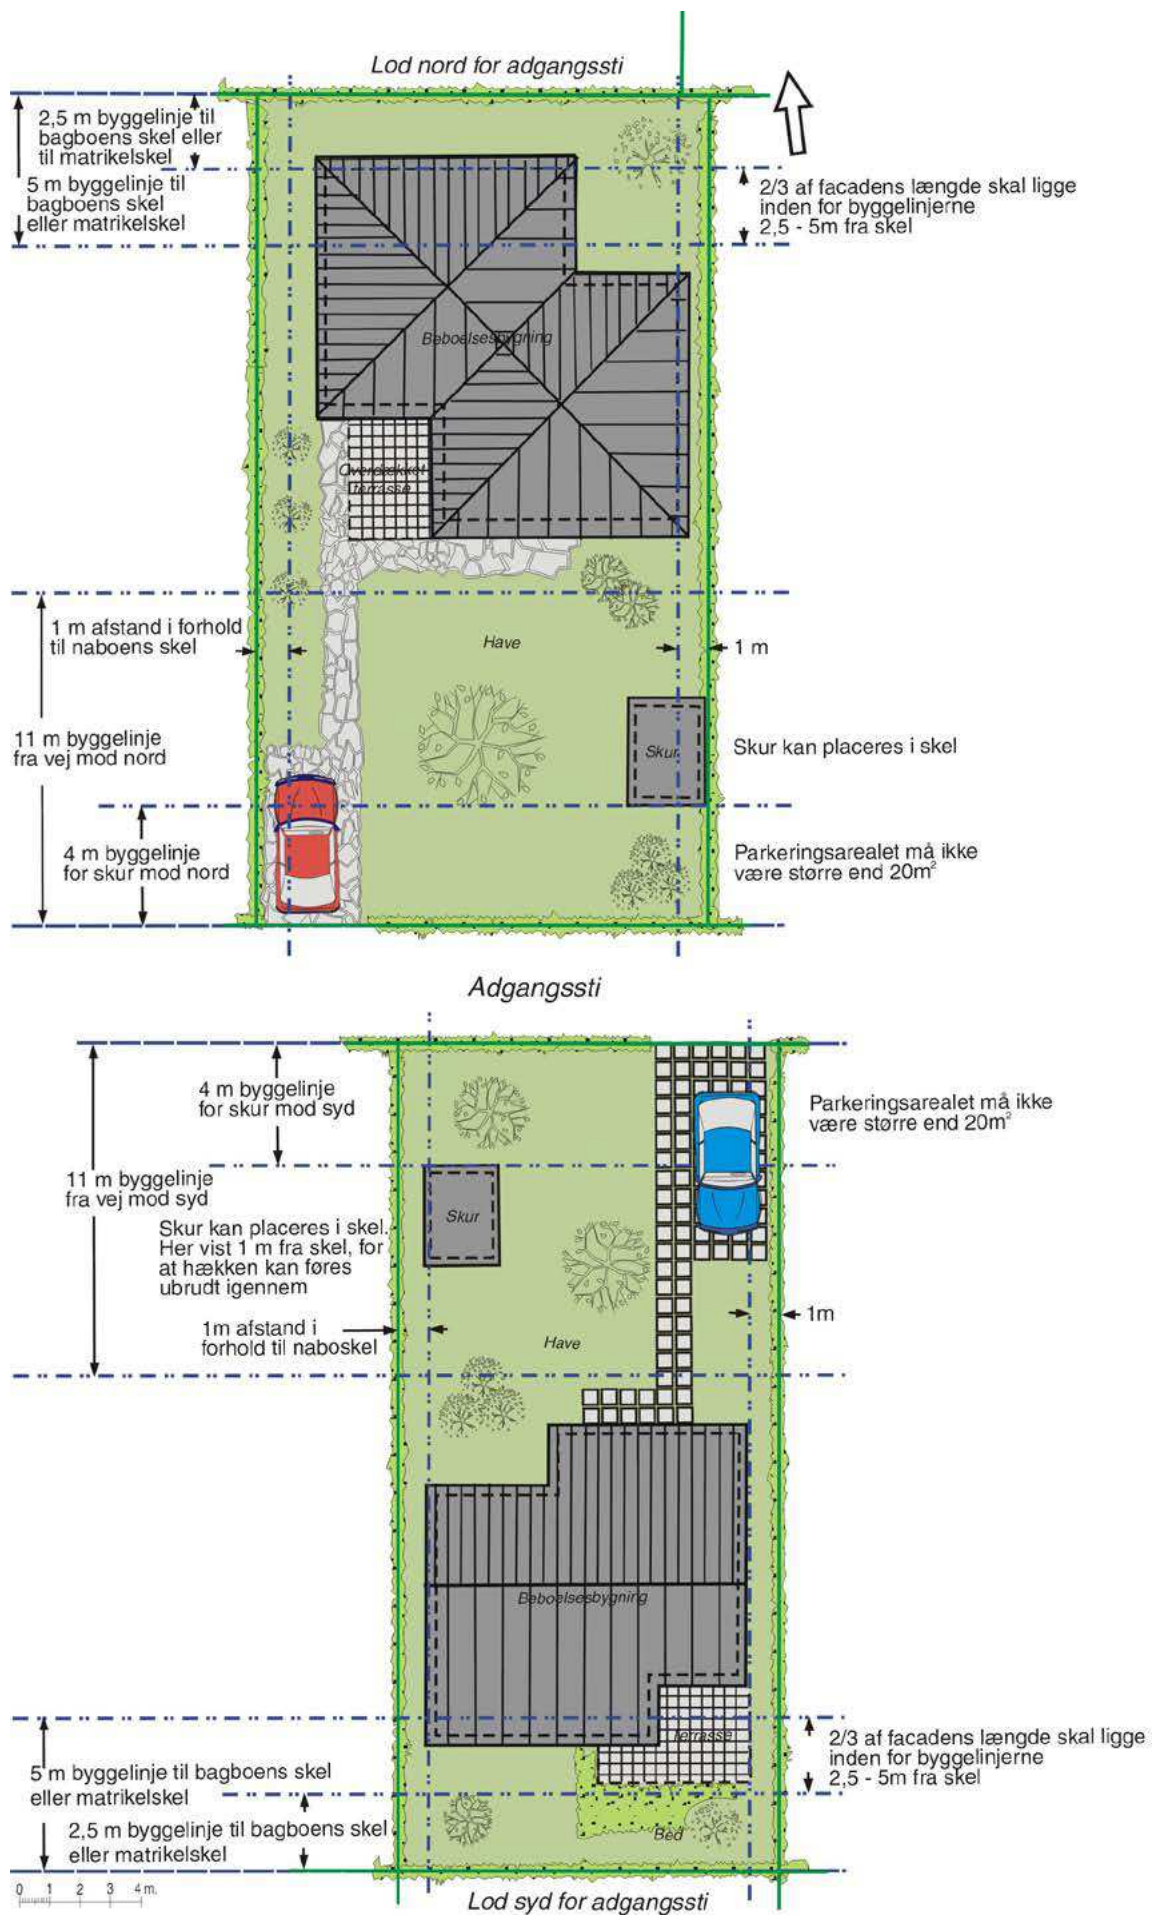 Lod nord for adgangssti
2,5 m byggelinje til
bagboens skel eller
til matrikelskel
5 m byggelinje til
bagboens skel
eller matrikelskel
2/3 af facadens længde skal ligge
inden for byggelinjerne
2,5 - 5m fra skel
Beboelsesbygning
Overdækket
terrasse
1 m afstand i forhold
til naboens skel
Have
1 m
11 m byggelinje
fra vej mod nord
Skur
Skur kan placeres i skel
4 m byggelinje
for skur mod nord
Parkeringsarealet må ikke
være større end 20m²
Adgangssti
4 m byggelinje
for skur mod syd
Parkeringsarealet må ikke
være større end 20m²
11 m byggelinje
fra vej mod syd
Skur
Skur kan placeres i skel.
Her vist 1 m fra skel, for
at hækken kan føres
ubrudt igennem
1m afstand i
forhold til naboskel
1m
Have
Beboelsesbygning
Terrasse
2/3 af facadens længde skal ligge
inden for byggelinjerne
2,5 - 5m fra skel
5 m byggelinje til bagboens skel
eller matrikelskel
2,5 m byggelinje til bagboens skel
eller matrikelskel
Bed
0 1 2 3 4 m.
Lod syd for adgangssti